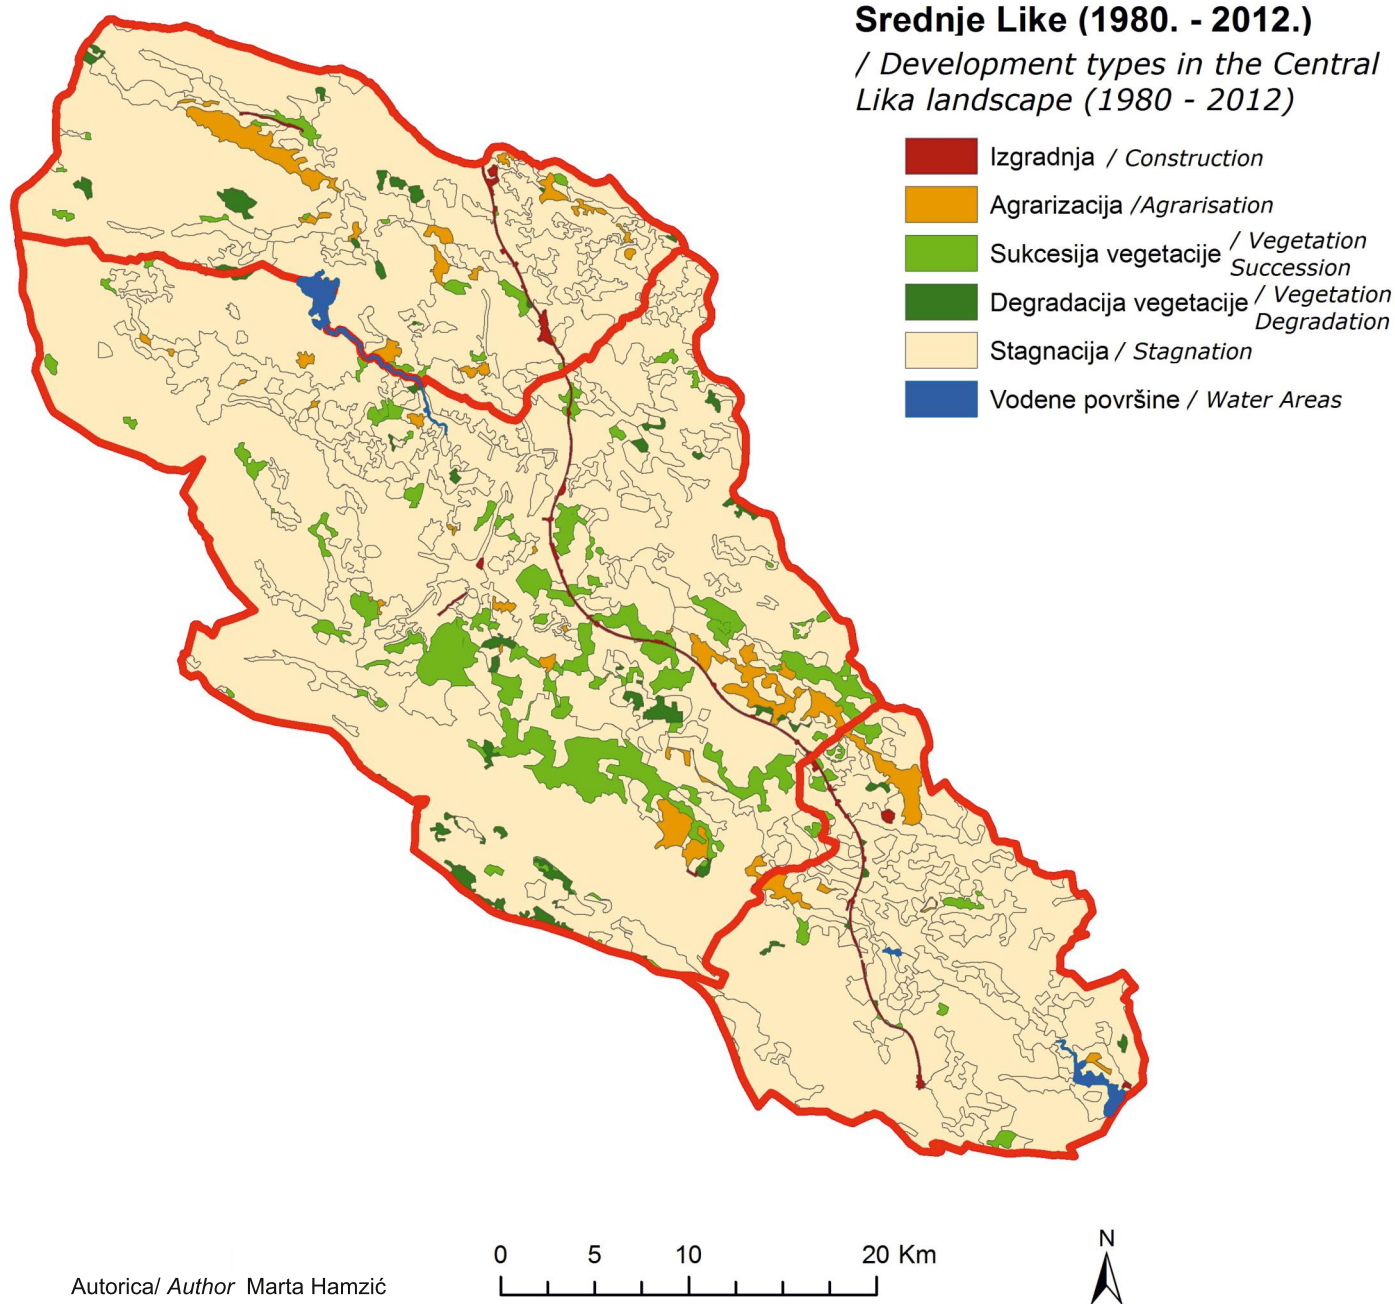 Srednje Like (1980. - 2012.)
/ Development types in the Central
Lika landscape (1980 - 2012)
Izgradnja / Construction
Agrarizacija /Agrarisation
Sukcesija vegetacije / Vegetation
Succession
Degradacija vegetacije / Vegetation
Degradation
Stagnacija / Stagnation
Vodene površine / Water Areas
N
0 5 10 20 Km
Autorica/ Author Marta Hamzić